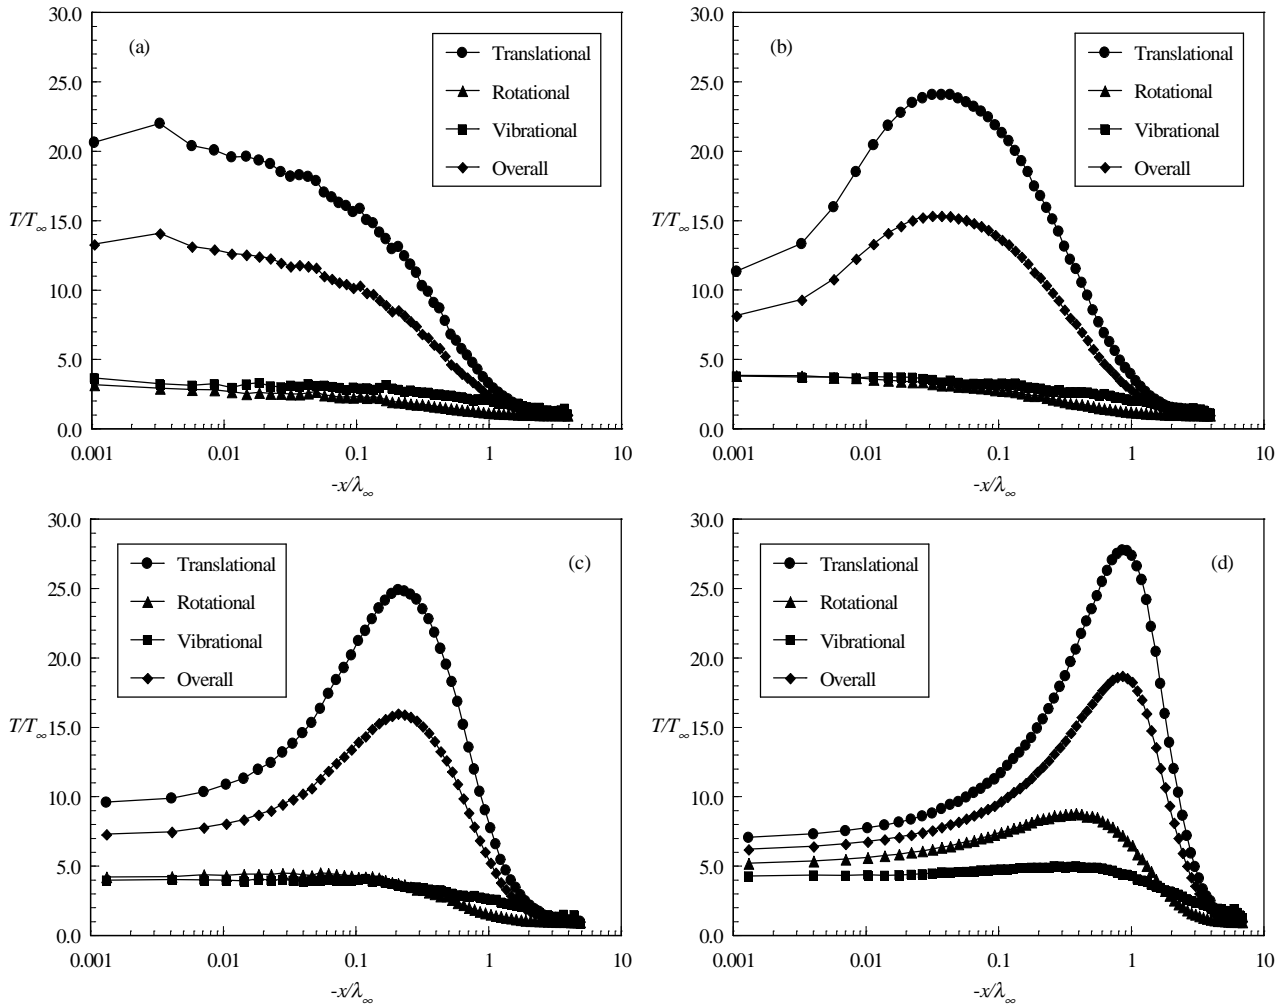 30.0
25.0
20.0
15.0
10.0
5.0
0.0
T/T∞
(a)
Translational
Rotational
Vibrational
Overall
0.001 0.01 0.1 1 10
-x/λ∞
30.0
25.0
20.0
15.0
10.0
5.0
0.0
T/T∞
(b)
Translational
Rotational
Vibrational
Overall
0.001 0.01 0.1 1 10
-x/λ∞
30.0
25.0
20.0
15.0
10.0
5.0
0.0
T/T∞
Translational
(c)
Rotational
Vibrational
Overall
0.001 0.01 0.1 1 10
-x/λ∞
30.0
25.0
20.0
15.0
10.0
5.0
0.0
T/T∞
Translational
(d)
Rotational
Vibrational
Overall
0.001 0.01 0.1 1 10
-x/λ∞